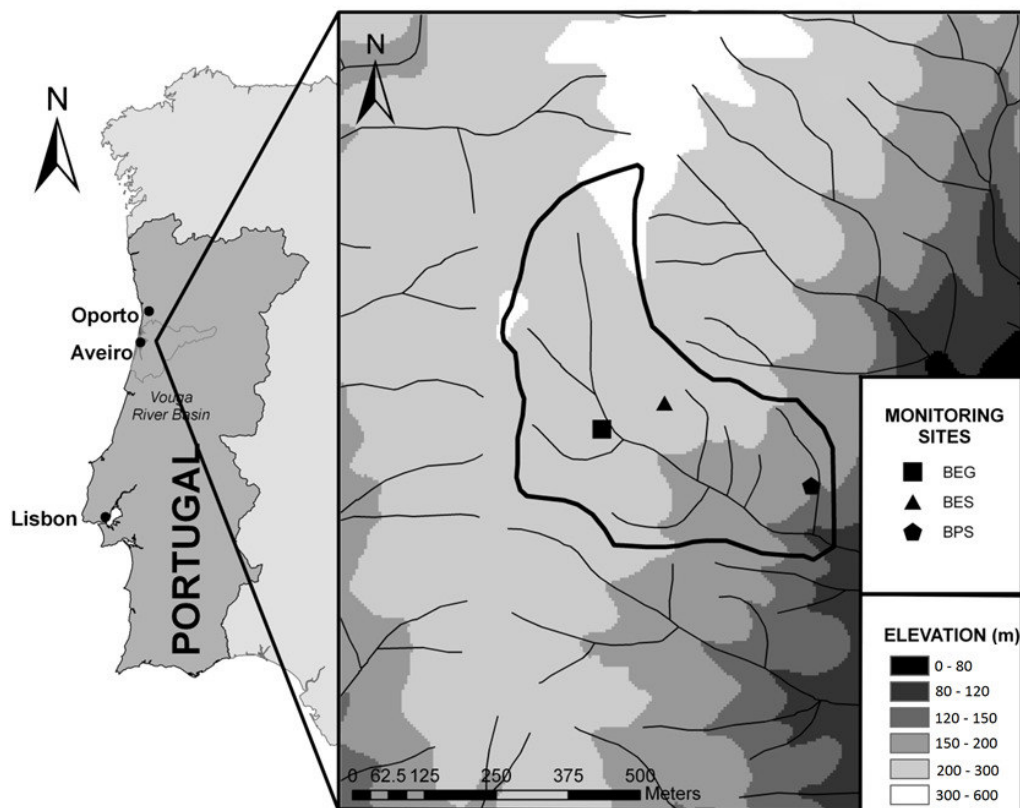 N
N
Oporto
Aveiro
Vouga
River Basin
PORTUGAL
Lisbon
MONITORING
SITES
BEG
BES
BPS
ELEVATION (m)
0 - 80
80 - 120
120 - 150
150 - 200
200 - 300
300 - 600
0 62.5 125 250 375 500
Meters